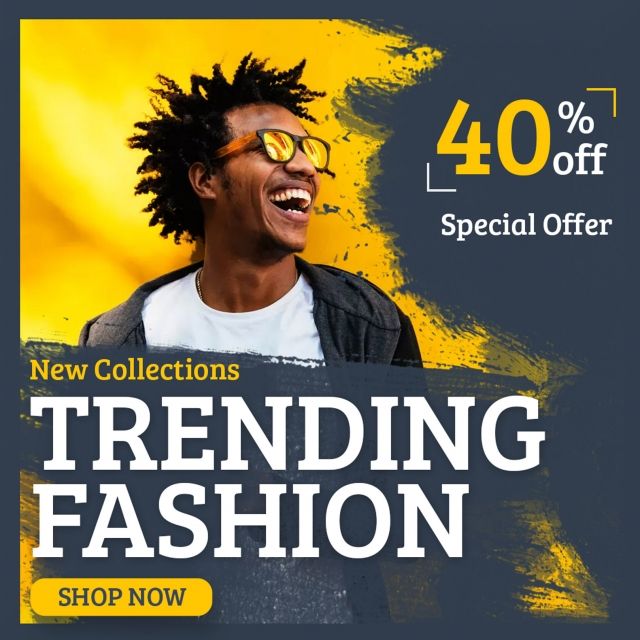 40% off
Special Offer
New Collections
TRENDING
FASHION
SHOP NOW